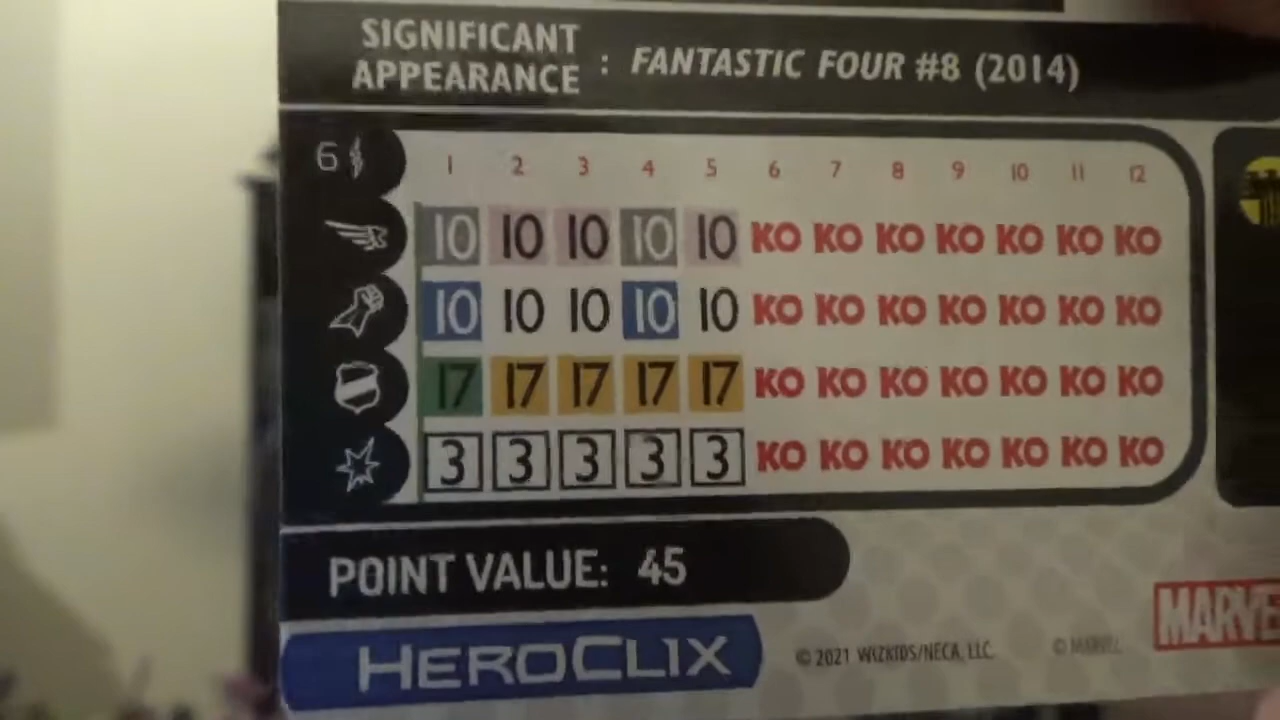 SIGNIFICANT APPEARANCE : FANTASTIC FOUR #8 (2014)
6 1 2 3 4 5 6 7 8 9 10 11 12
10 10 10 10 10 KO KO KO KO KO KO KO
10 10 10 10 10 KO KO KO KO KO KO KO
17 17 17 17 17 KO KO KO KO KO KO KO
3 3 3 3 3 KO KO KO KO KO KO KO
POINT VALUE: 45
HEROCLIX
© 2021 WIZKIDS/NECA, LLC.
© MARVEL
MARVE